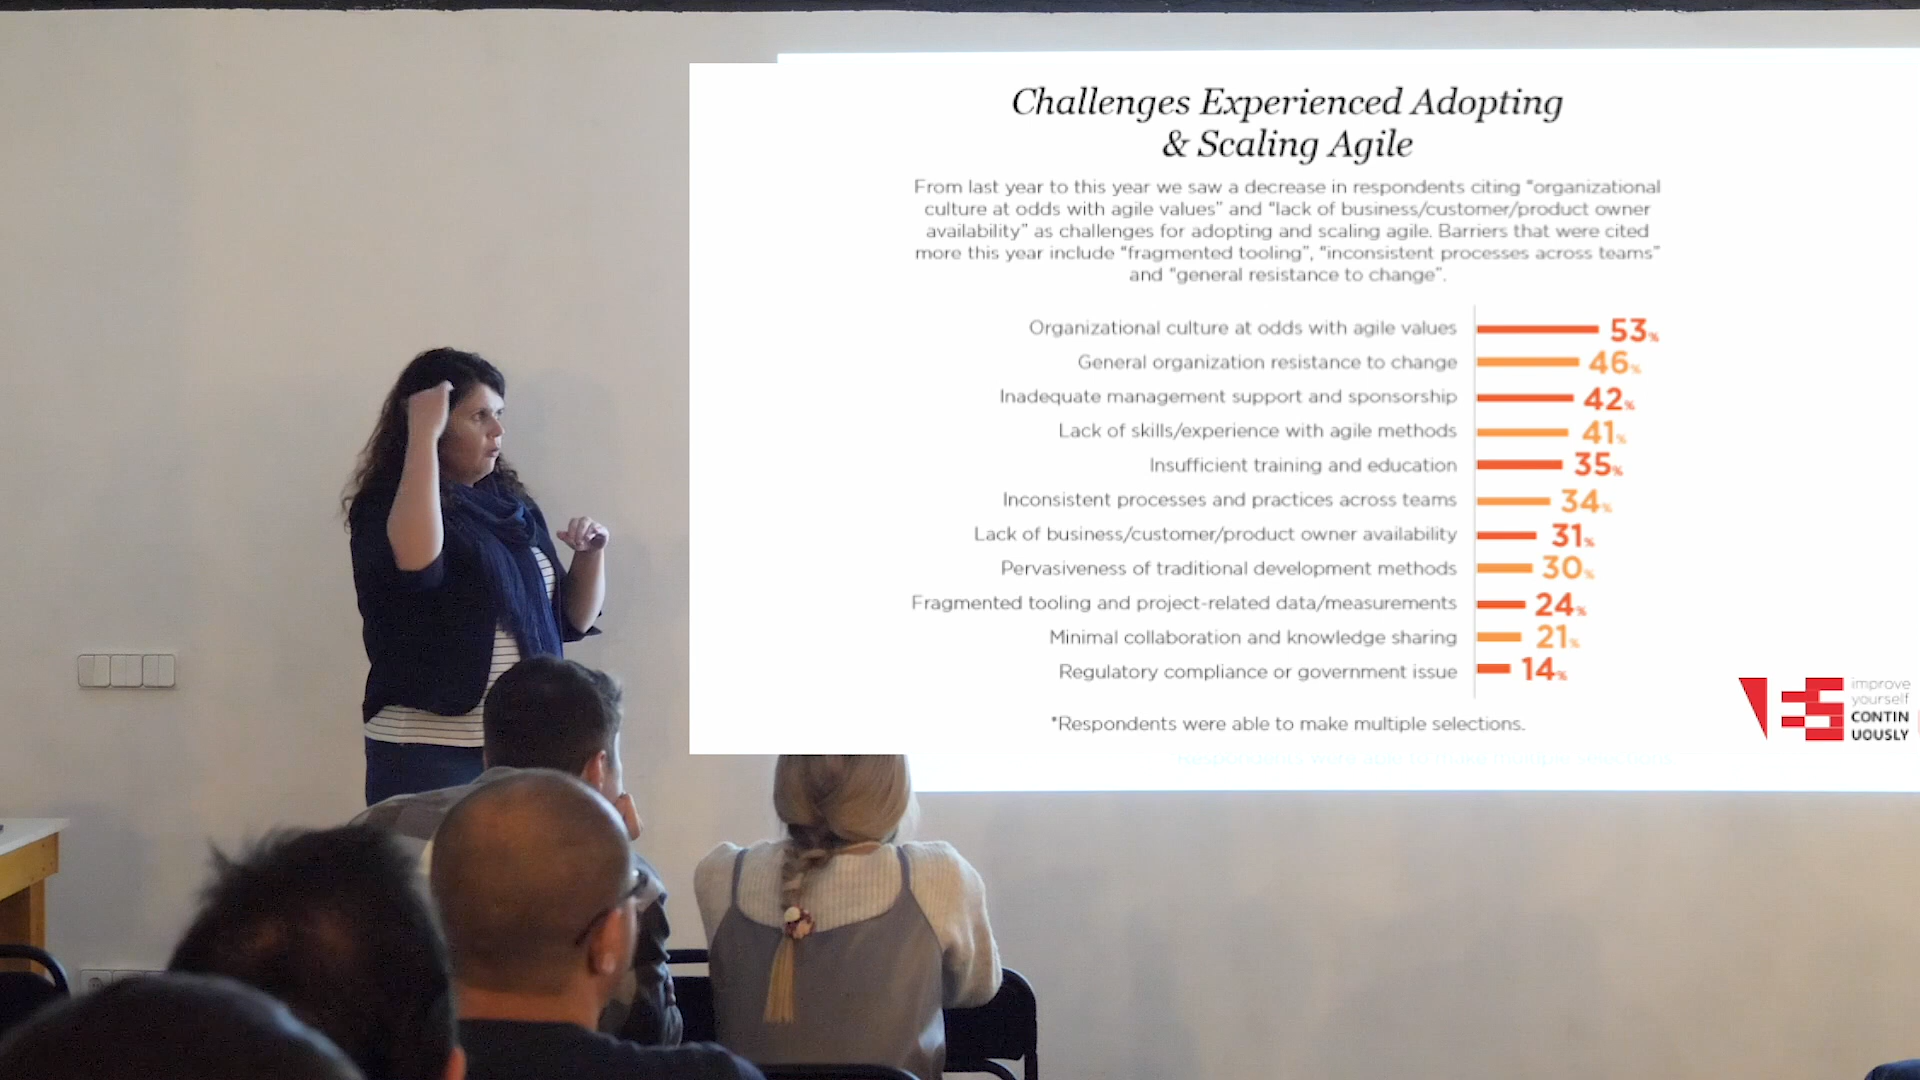 Challenges Experienced Adopting
& Scaling Agile
From last year to this year we saw a decrease in respondents citing “organizational
culture at odds with agile values” and “lack of business/customer/product owner
availability” as challenges for adopting and scaling agile. Barriers that were cited
more this year include “fragmented tooling”, “inconsistent processes across teams”
and “general resistance to change”.
Organizational culture at odds with agile values 53%
General organization resistance to change 46%
Inadequate management support and sponsorship 42%
Lack of skills/experience with agile methods 41%
Insufficient training and education 35%
Inconsistent processes and practices across teams 34%
Lack of business/customer/product owner availability 31%
Pervasiveness of traditional development methods 30%
Fragmented tooling and project-related data/measurements 24%
Minimal collaboration and knowledge sharing 21%
Regulatory compliance or government issue 14%
*Respondents were able to make multiple selections.
improve
yourself
CONTIN
UOUSLY